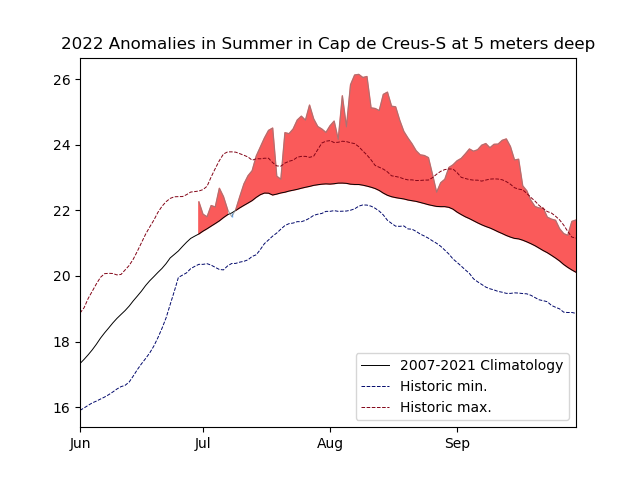 2022 Anomalies in Summer in Cap de Creus-S at 5 meters deep
26
24
22
20
18
16
Jun
Jul
Aug
Sep
2007-2021 Climatology
Historic min.
Historic max.